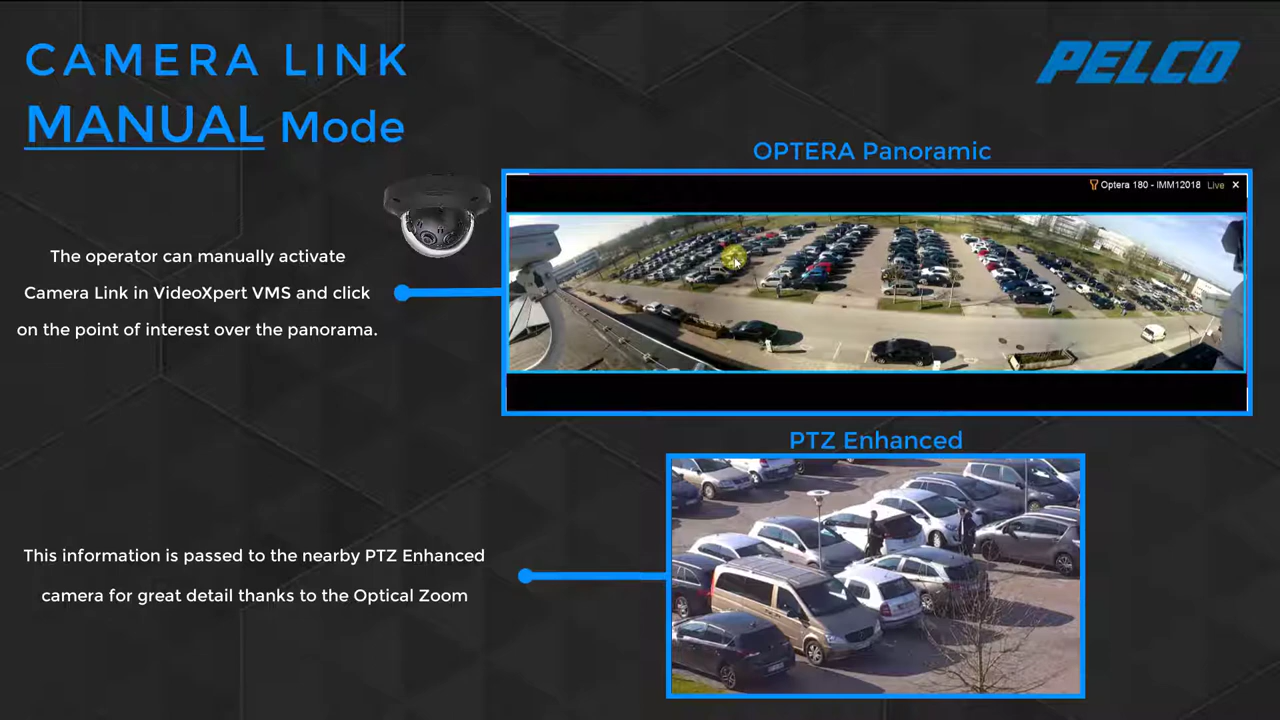 CAMERA LINK
MANUAL Mode
PELCO
OPTERA Panoramic
Optera 180 - IMM12018 Live
The operator can manually activate
Camera Link in VideoXpert VMS and click
on the point of interest over the panorama.
PTZ Enhanced
This information is passed to the nearby PTZ Enhanced
camera for great detail thanks to the Optical Zoom